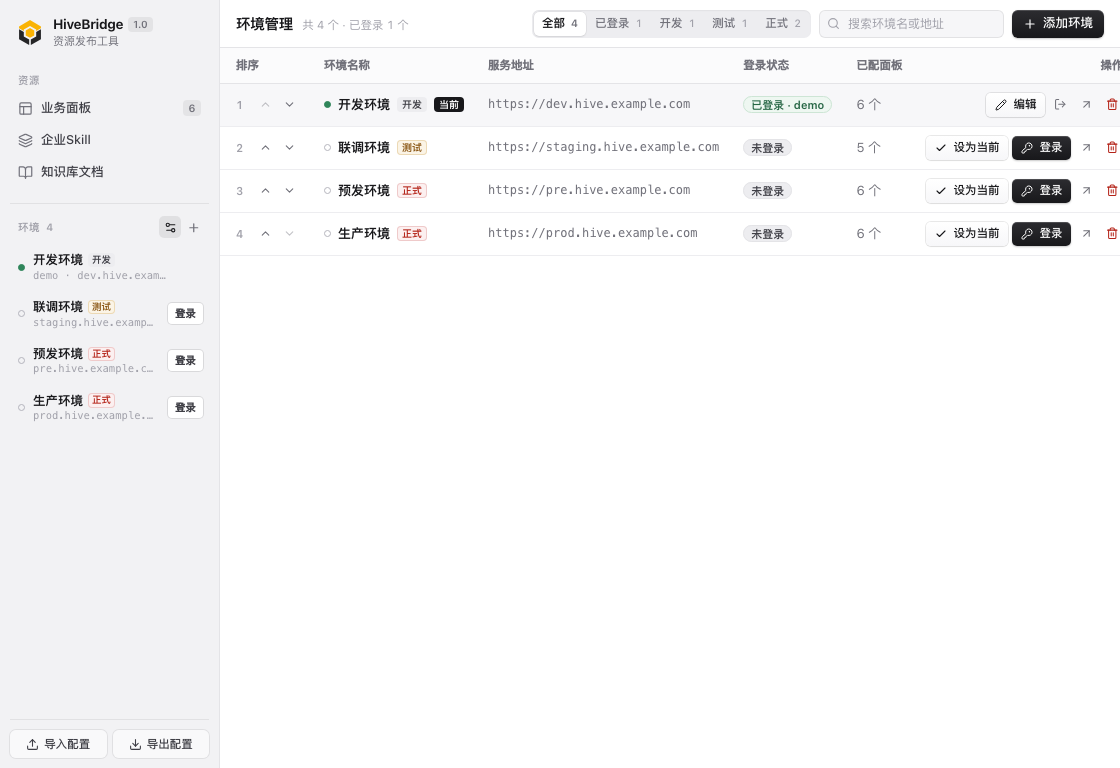 HiveBridge 1.0
资源发布工具
资源
业务面板 6
企业Skill
知识库文档
环境 4
开发环境 开发
demo · dev.hive.exam…
联调环境 测试
staging.hive.examp…
登录
预发环境 正式
pre.hive.example.c…
登录
生产环境 正式
prod.hive.example.…
登录
导入配置 导出配置
环境管理 共 4 个 · 已登录 1 个 全部 4 已登录 1 开发 1 测试 1 正式 2 搜索环境名或地址 添加环境
排序 环境名称 服务地址 登录状态 已配面板 操作
1 开发环境 开发 当前 https://dev.hive.example.com 已登录 · demo 6 个 编辑
2 联调环境 测试 https://staging.hive.example.com 未登录 5 个 设为当前 登录
3 预发环境 正式 https://pre.hive.example.com 未登录 6 个 设为当前 登录
4 生产环境 正式 https://prod.hive.example.com 未登录 6 个 设为当前 登录